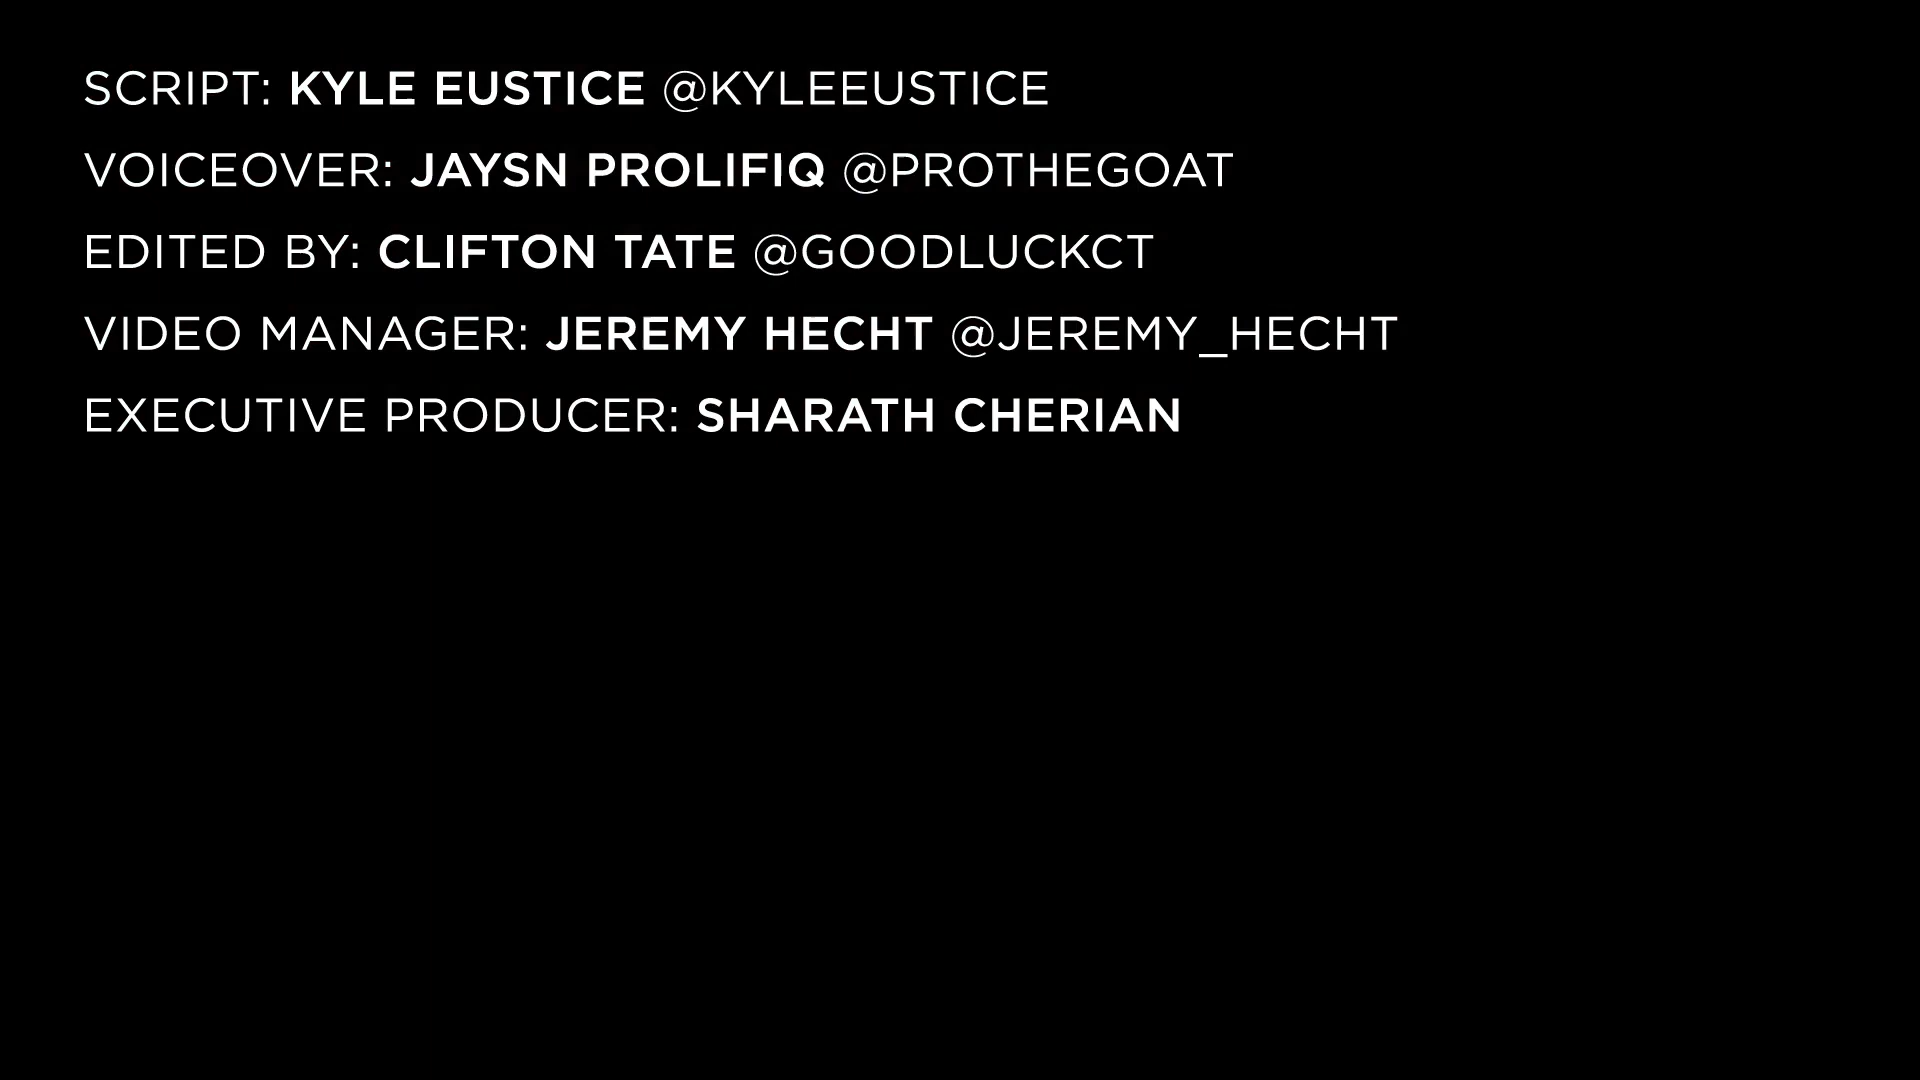 SCRIPT: KYLE EUSTICE @KYLEEUSTICE
VOICEOVER: JAYSN PROLIFIQ @PROTHEGOAT
EDITED BY: CLIFTON TATE @GOODLUCKCT
VIDEO MANAGER: JEREMY HECHT @JEREMY_HECHT
EXECUTIVE PRODUCER: SHARATH CHERIAN